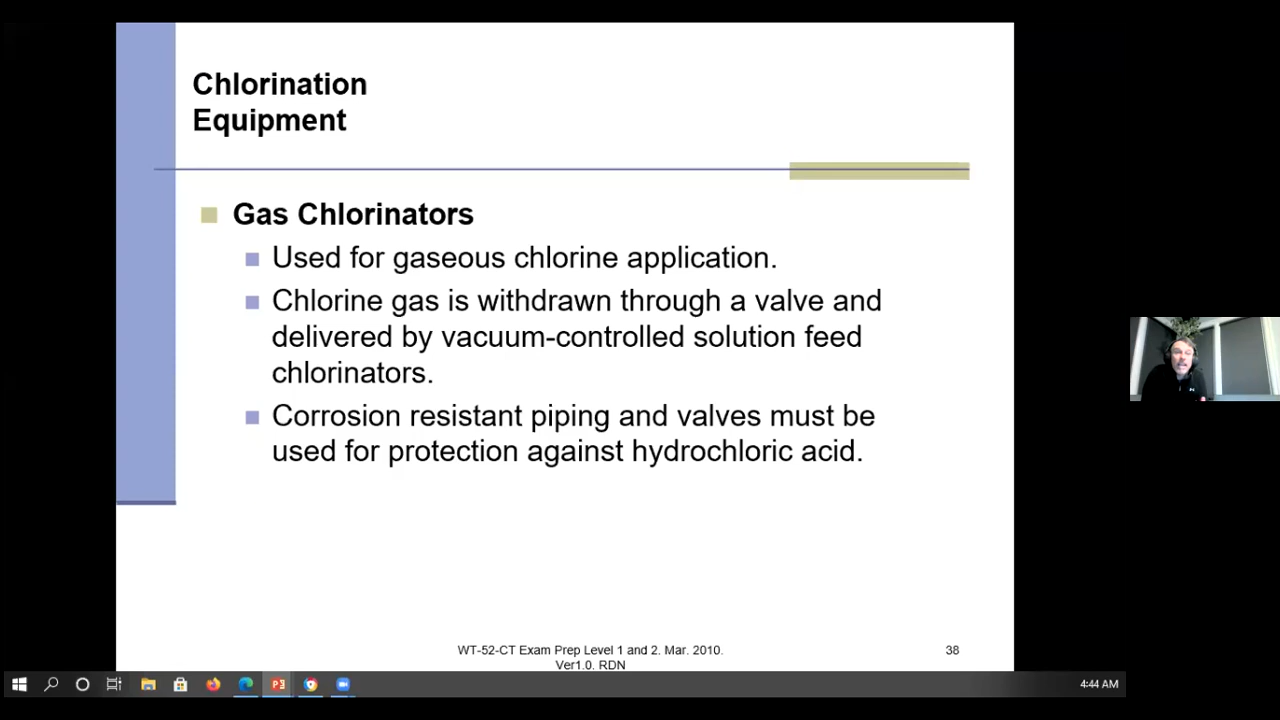 Chlorination
Equipment
Gas Chlorinators
Used for gaseous chlorine application.
Chlorine gas is withdrawn through a valve and
delivered by vacuum-controlled solution feed
chlorinators.
Corrosion resistant piping and valves must be
used for protection against hydrochloric acid.
WT-52-CT Exam Prep Level 1 and 2. Mar. 2010.
Ver1.0. RDN
38
4:44 AM